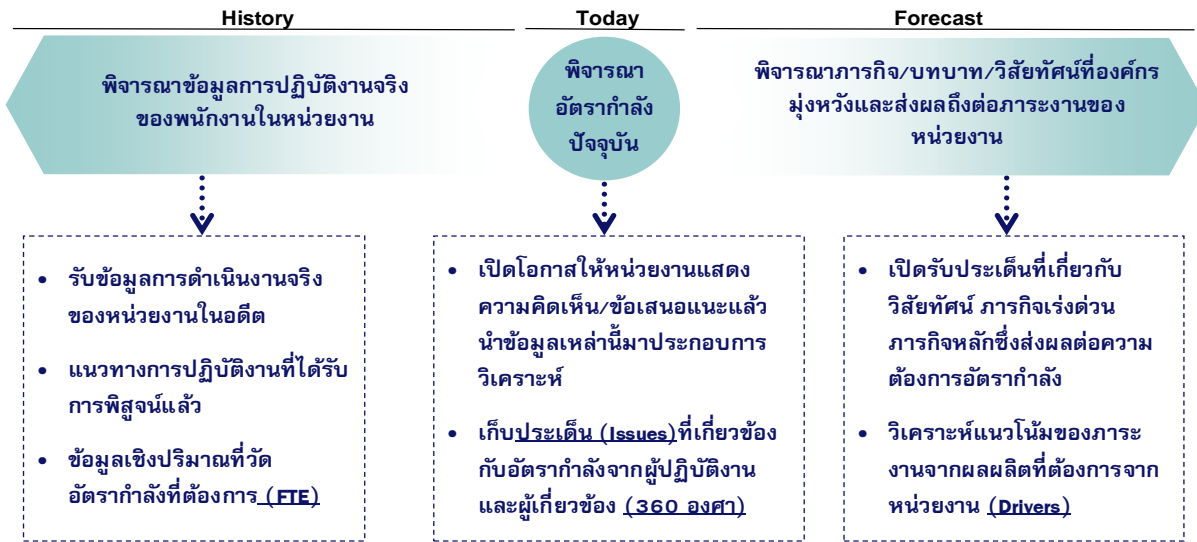 History
Today
Forecast
พิจารณาข้อมูลการปฏิบัติงานจริง
ของพนักงานในหน่วยงาน
พิจารณา
อัตรากำลัง
ปัจจุบัน
พิจารณาภารกิจ/บทบาท/วิสัยทัศน์ที่องค์กร
มุ่งหวังและส่งผลถึงต่อภาระงานของ
หน่วยงาน
• รับข้อมูลการดำเนินงานจริง
ของหน่วยงานในอดีต
• แนวทางการปฏิบัติงานที่ได้รับ
การพิสูจน์แล้ว
• ข้อมูลเชิงปริมาณที่วัด
อัตรากำลังที่ต้องการ (FTE)
• เปิดโอกาสให้หน่วยงานแสดง
ความคิดเห็น/ข้อเสนอแนะแล้ว
นำข้อมูลเหล่านี้มาประกอบการ
วิเคราะห์
• เก็บประเด็น (Issues)ที่เกี่ยวข้อง
กับอัตรากำลังจากผู้ปฏิบัติงาน
และผู้เกี่ยวข้อง (360 องศา)
• เปิดรับประเด็นที่เกี่ยวกับ
วิสัยทัศน์ ภารกิจเร่งด่วน
ภารกิจหลักซึ่งส่งผลต่อความ
ต้องการอัตรากำลัง
• วิเคราะห์แนวโน้มของภาระ
งานจากผลผลิตที่ต้องการจาก
หน่วยงาน (Drivers)